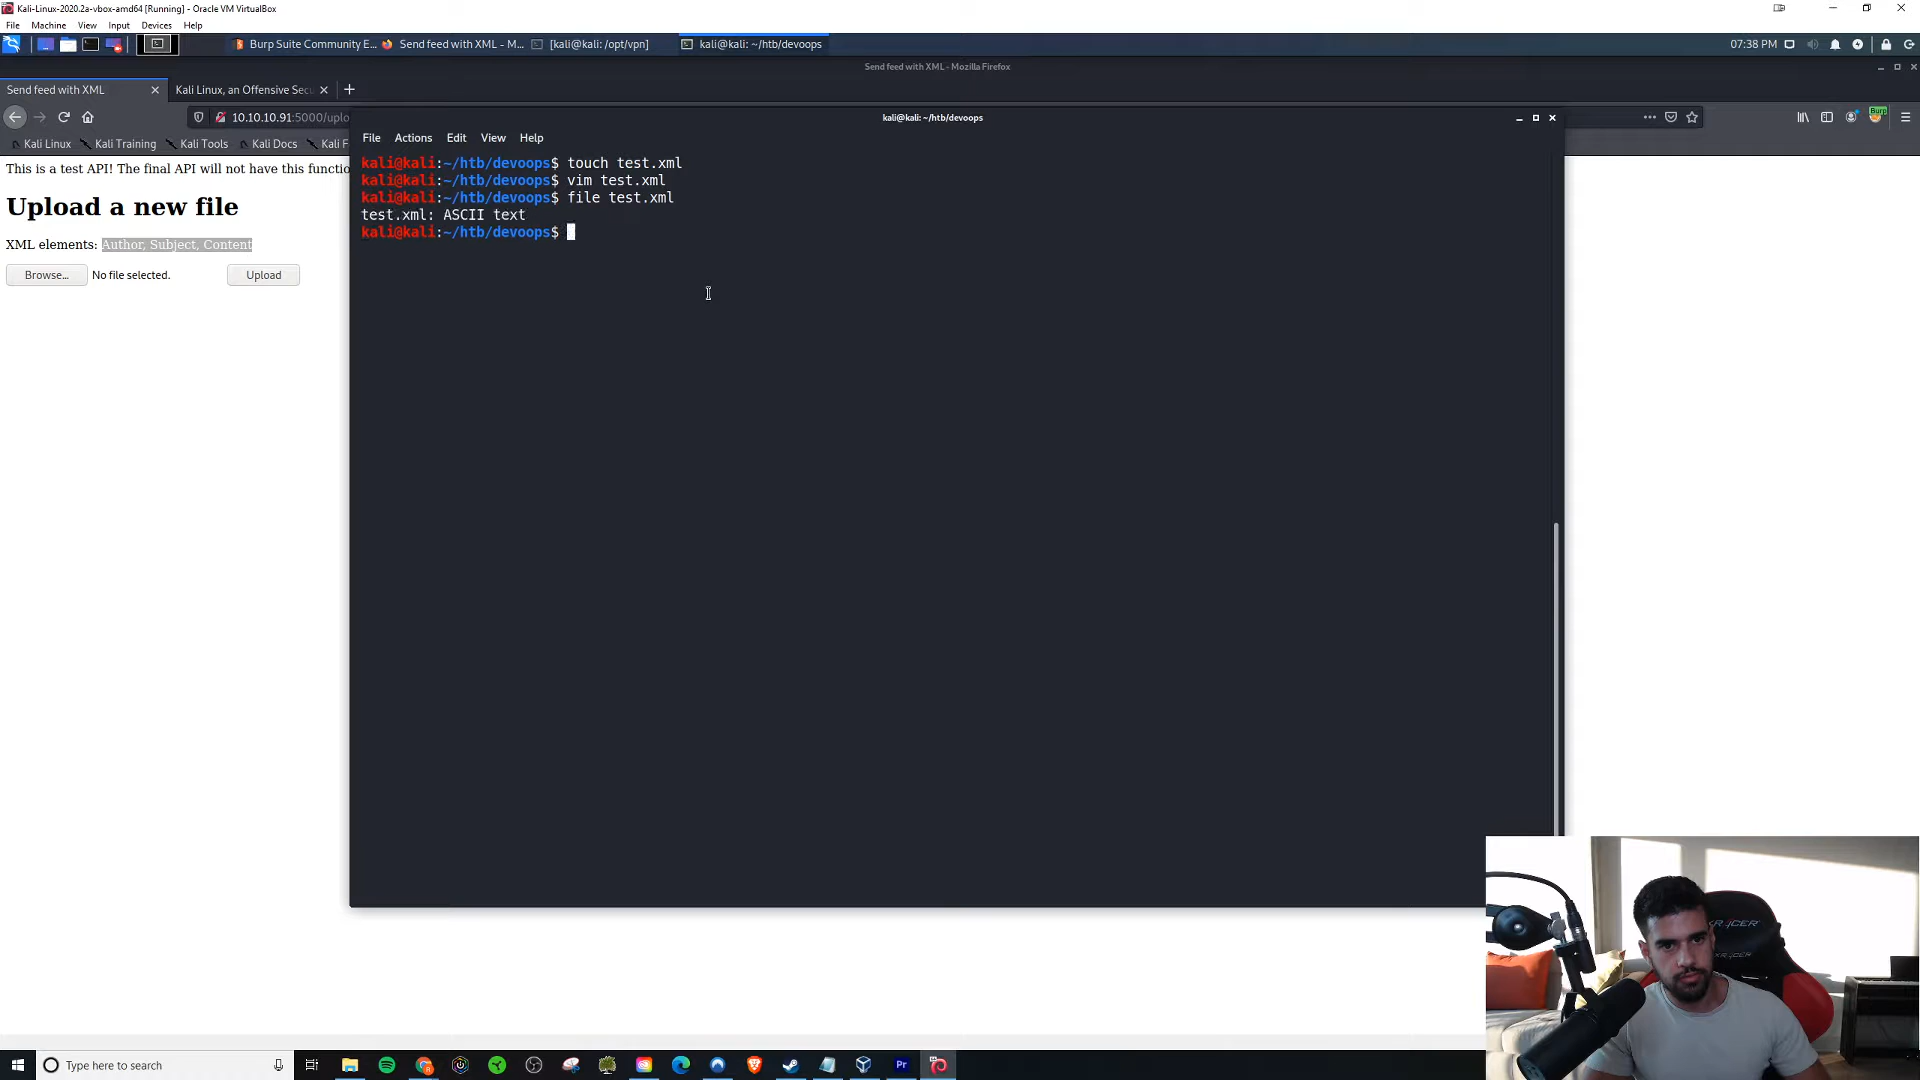 Kali-Linux-2020.2a-vbox-amd64 [Running] - Oracle VM VirtualBox
File Machine View Input Devices Help
Burp Suite Community E... Send feed with XML - M... [kali@kali: /opt/vpn] kali@kali: ~/htb/devoops 07:38 PM
Send feed with XML - Mozilla Firefox
Send feed with XML Kali Linux, an Offensive Secu
10.10.10.91:5000/uplo
kali@kali: ~/htb/devoops
Burp
Kali Linux Kali Training Kali Tools Kali Docs Kali F
File Actions Edit View Help
This is a test API! The final API will not have this functio
Upload a new file
XML elements: Author, Subject, Content
Browse... No file selected. Upload
kali@kali:~/htb/devoops$ touch test.xml
kali@kali:~/htb/devoops$ vim test.xml
kali@kali:~/htb/devoops$ file test.xml
test.xml: ASCII text
kali@kali:~/htb/devoops$
Type here to search
Pr